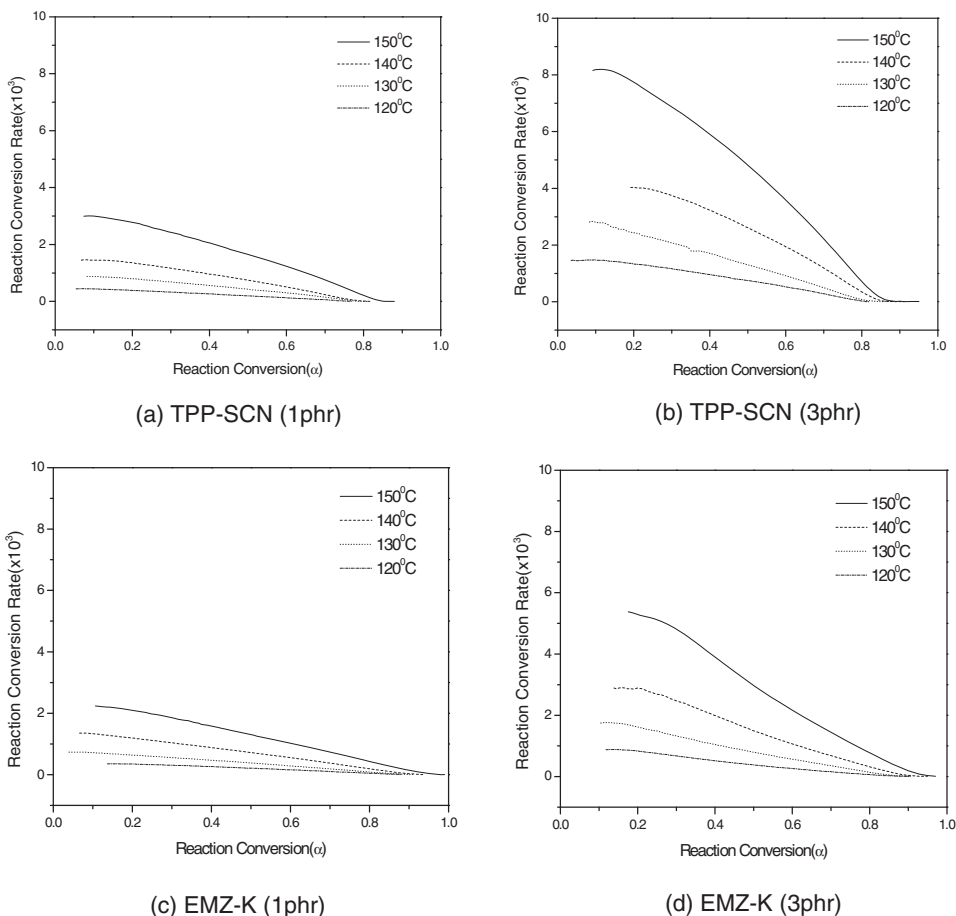 10
8
6
4
2
0
Reaction Conversion Rate(x10³)
150⁰C
140⁰C
130⁰C
120⁰C
0.0 0.2 0.4 0.6 0.8 1.0
Reaction Conversion(α)
(a) TPP-SCN (1phr)
10
8
6
4
2
0
Reaction Conversion Rate(x10³)
150⁰C
140⁰C
130⁰C
120⁰C
0.0 0.2 0.4 0.6 0.8 1.0
Reaction Conversion(α)
(b) TPP-SCN (3phr)
10
8
6
4
2
0
Reaction Conversion Rate(x10³)
150⁰C
140⁰C
130⁰C
120⁰C
0.0 0.2 0.4 0.6 0.8 1.0
Reaction Conversion(α)
(c) EMZ-K (1phr)
10
8
6
4
2
0
Reaction Conversion Rate(x10³)
150⁰C
140⁰C
130⁰C
120⁰C
0.0 0.2 0.4 0.6 0.8 1.0
Reaction Conversion(α)
(d) EMZ-K (3phr)